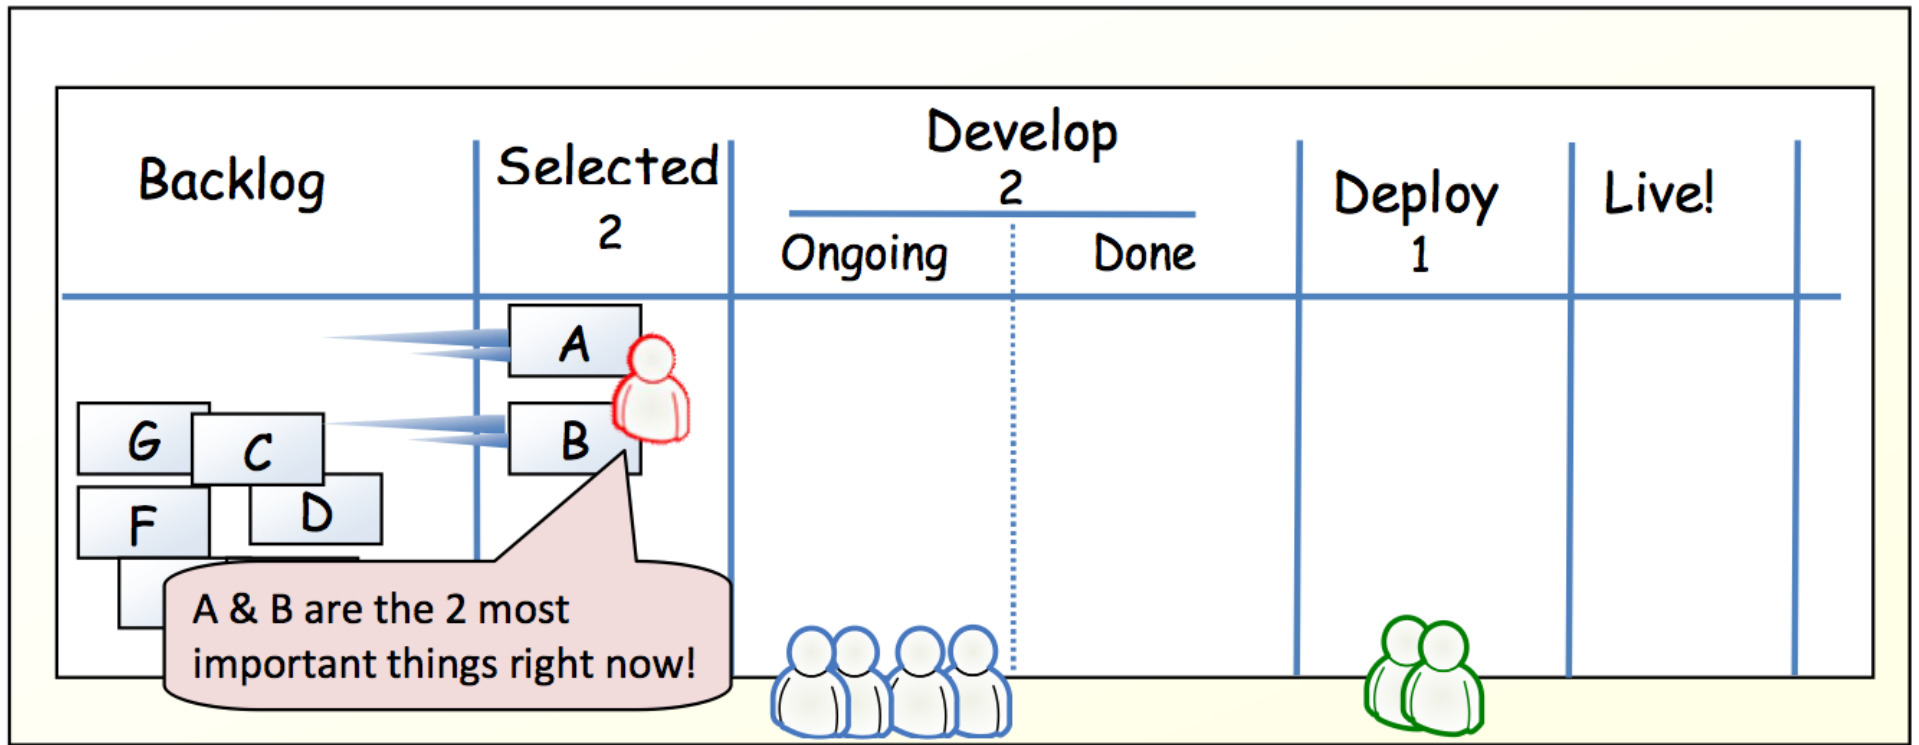 Backlog
Selected
2
Develop
2
Ongoing
Done
Deploy
1
Live!
A
B
G
C
F
D
A & B are the 2 most
important things right now!